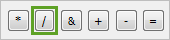 * / & + - =